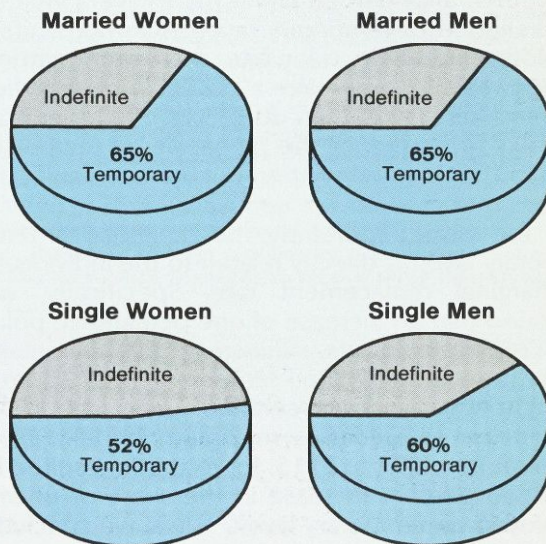 Married Women
Married Men
Indefinite
65%
Temporary
Indefinite
65%
Temporary
Single Women
Single Men
Indefinite
52%
Temporary
Indefinite
60%
Temporary